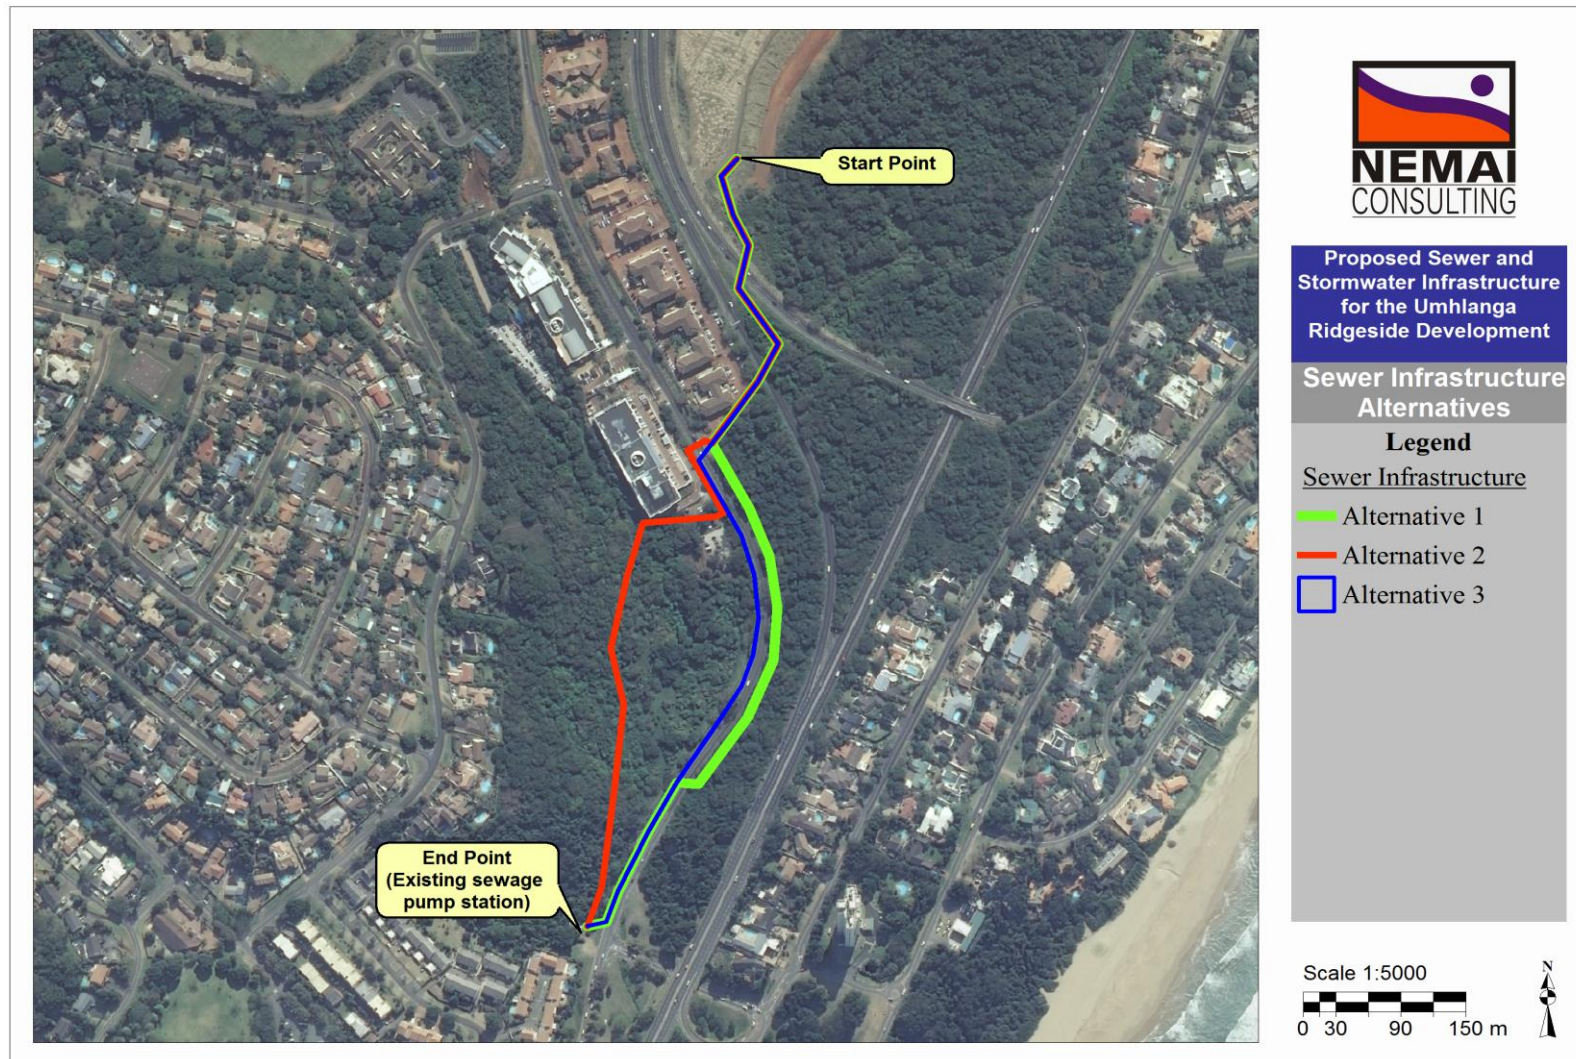 Start Point
End Point
(Existing sewage
pump station)
NEMAI
CONSULTING
Proposed Sewer and
Stormwater Infrastructure
for the Umhlanga
Ridgeside Development
Sewer Infrastructure
Alternatives
Legend
Sewer Infrastructure
Alternative 1
Alternative 2
Alternative 3
Scale 1:5000
0 30 90 150 m
N